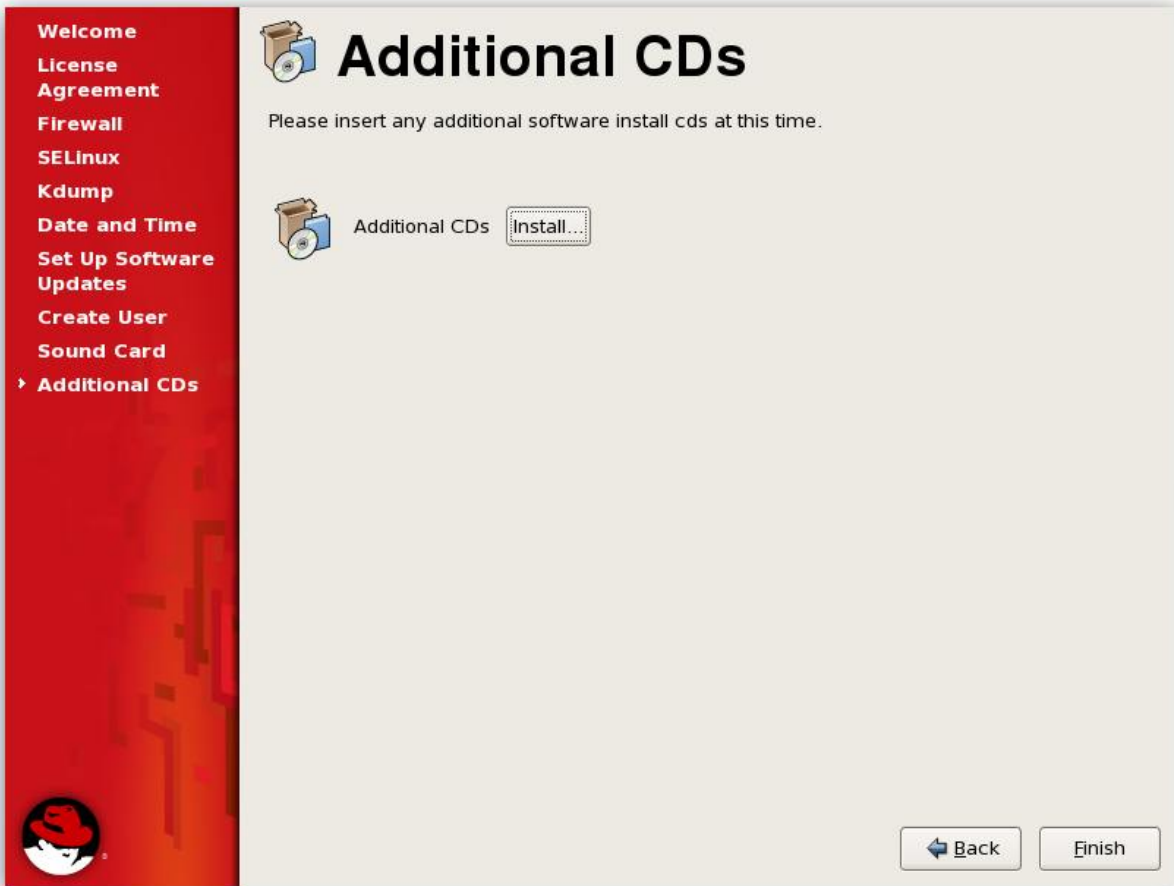 Welcome
License
Agreement
Firewall
SELinux
Kdump
Date and Time
Set Up Software
Updates
Create User
Sound Card
Additional CDs
Additional CDs
Please insert any additional software install cds at this time.
Additional CDs Install...
Back Finish